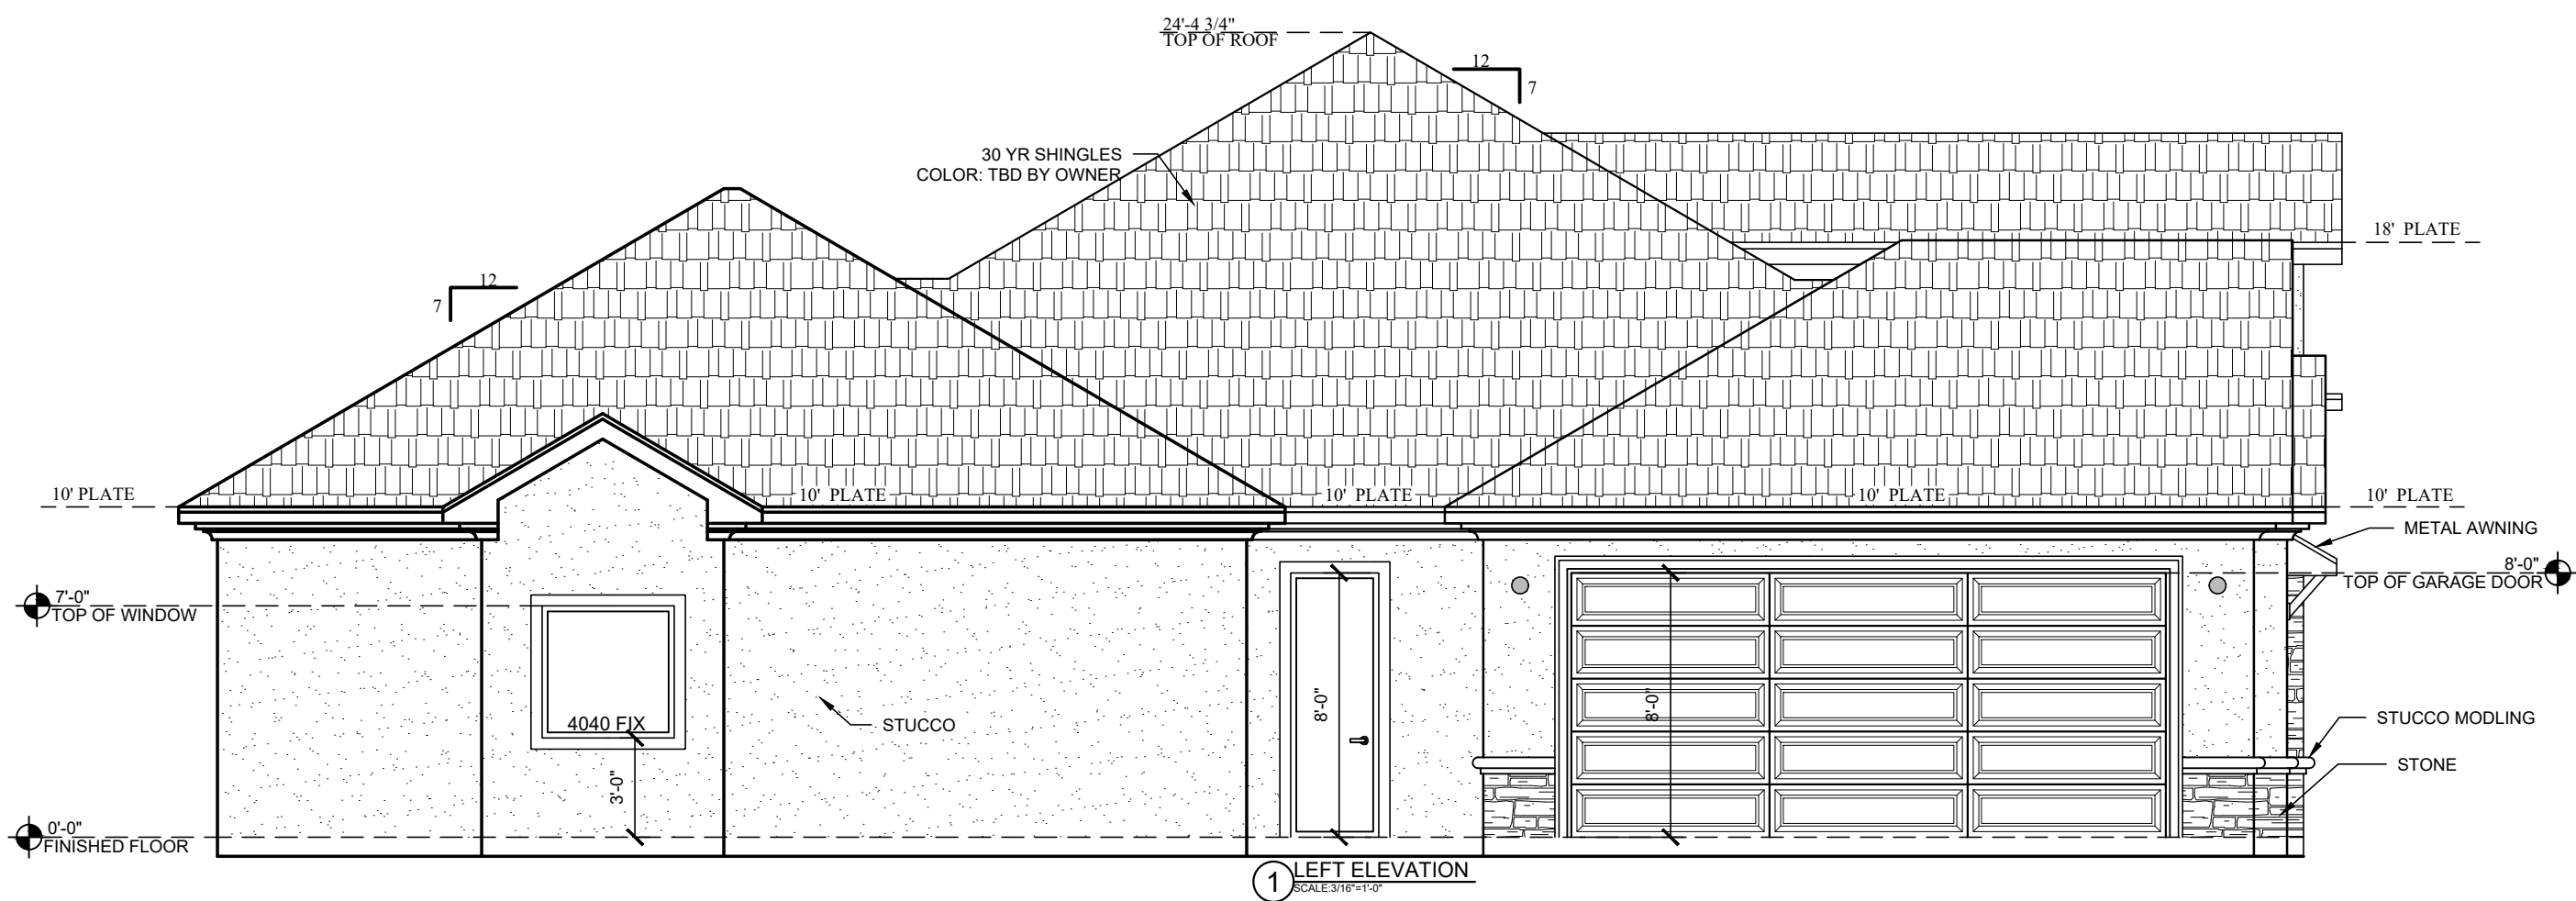 24'-4 3/4"
TOP OF ROOF
12
7
30 YR SHINGLES
COLOR: TBD BY OWNER
18' PLATE
12
7
10' PLATE
10' PLATE
10' PLATE
10' PLATE
10' PLATE
METAL AWNING
8'-0"
TOP OF GARAGE DOOR
7'-0"
TOP OF WINDOW
4040 FIX
STUCCO
8'-0"
8'-0"
STUCCO MODLING
STONE
3'-0"
0'-0"
FINISHED FLOOR
1
LEFT ELEVATION
SCALE:3/16"=1'-0"